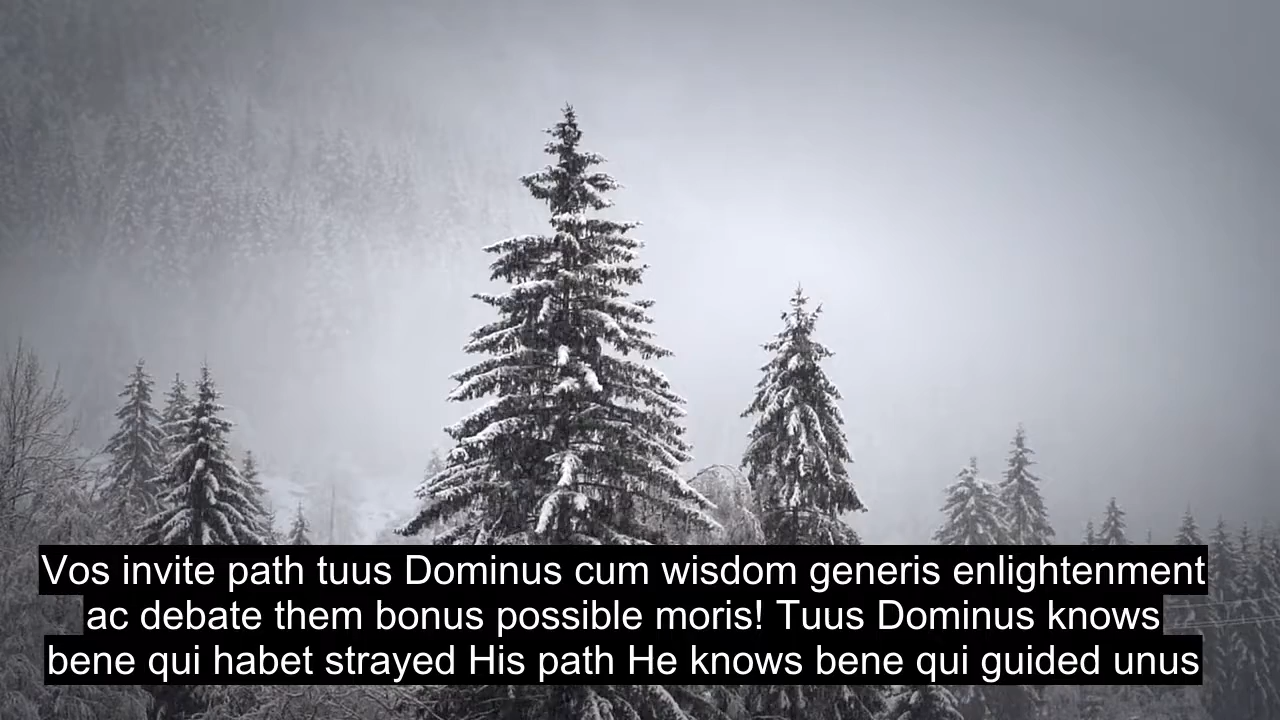 Vos invite path tuus Dominus cum wisdom generis enlightenment
ac debate them bonus possible moris! Tuus Dominus knows
bene qui habet strayed His path He knows bene qui guided unus